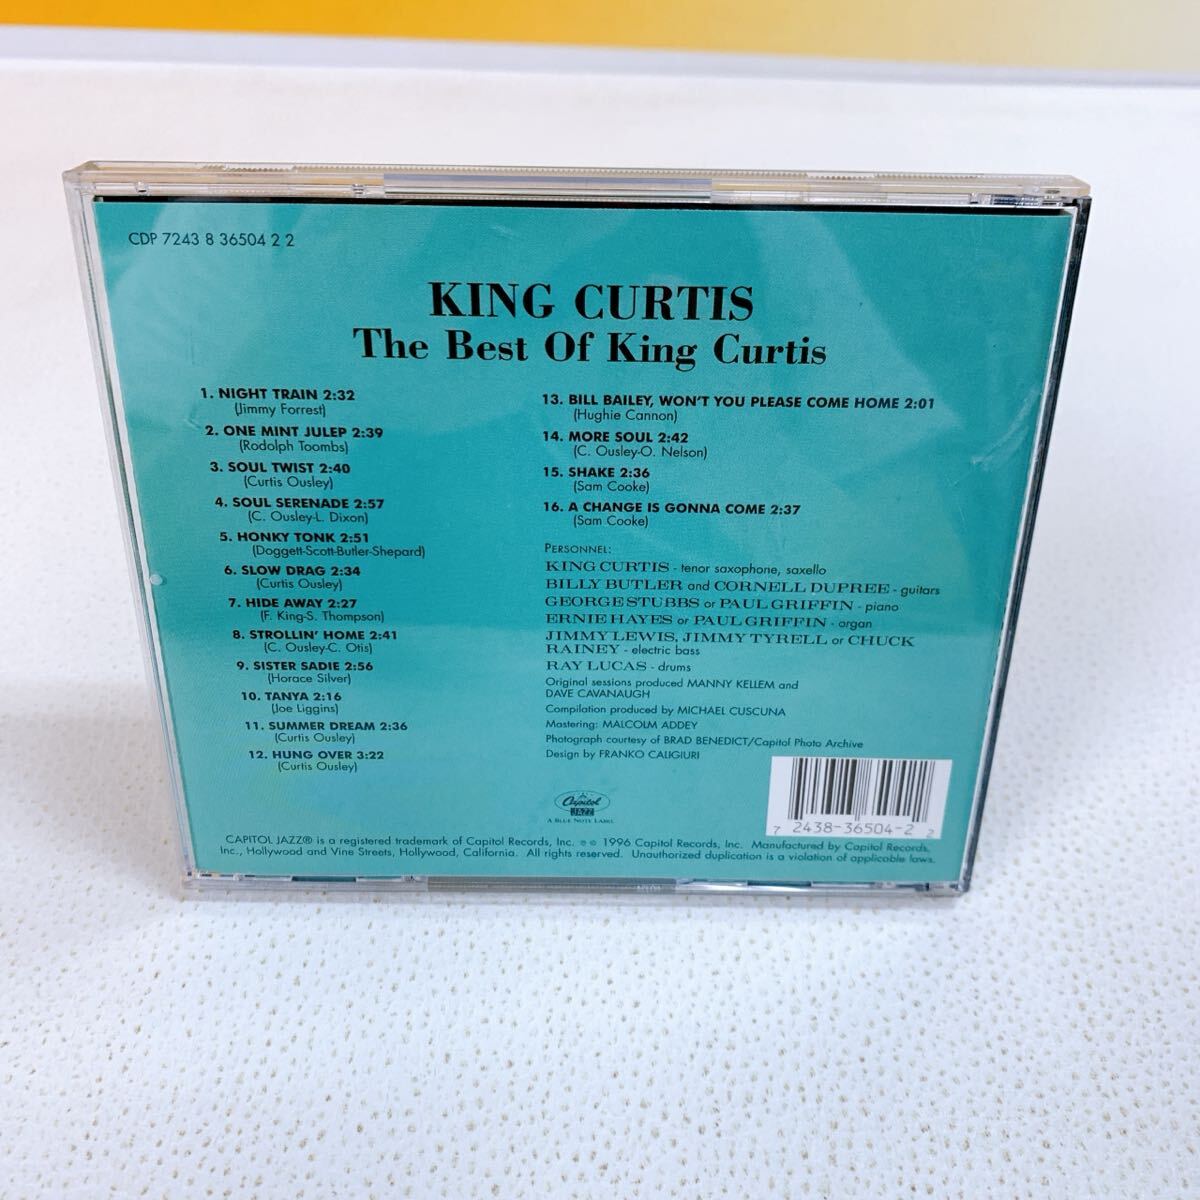 CDP 7243 8 36504 2 2
KING CURTIS
The Best Of King Curtis
1. NIGHT TRAIN 2:32
(Jimmy Forrest)
2. ONE MINT JULEP 2:39
(Rodolph Toombs)
3. SOUL TWIST 2:40
(Curtis Ousley)
4. SOUL SERENADE 2:57
(C. Ousley-L. Dixon)
5. HONKY TONK 2:51
(Doggett-Scott-Butler-Shepard)
6. SLOW DRAG 2:34
(Curtis Ousley)
7. HIDE AWAY 2:27
(F. King-S. Thompson)
8. STROLLIN' HOME 2:41
(C. Ousley-C. Otis)
9. SISTER SADIE 2:56
(Horace Silver)
10. TANYA 2:16
(Joe Liggins)
11. SUMMER DREAM 2:36
(Curtis Ousley)
12. HUNG OVER 3:22
(Curtis Ousley)
13. BILL BAILEY, WON'T YOU PLEASE COME HOME 2:01
(Hughie Cannon)
14. MORE SOUL 2:42
(C. Ousley-O. Nelson)
15. SHAKE 2:36
(Sam Cooke)
16. A CHANGE IS GONNA COME 2:37
(Sam Cooke)
PERSONNEL:
KING CURTIS - tenor saxophone, saxello
BILLY BUTLER and CORNELL DUPREE - guitars
GEORGE STUBBS or PAUL GRIFFIN - piano
ERNIE HAYES or PAUL GRIFFIN - organ
JIMMY LEWIS, JIMMY TYRELL or CHUCK
RAINEY - electric bass
RAY LUCAS - drums
Original sessions produced MANNY KELLEM and
DAVE CAVANAUGH
Compilation produced by MICHAEL CUSCUNA
Mastering: MALCOLM ADDEY
Photograph courtesy of BRAD BENEDICT/Capitol Photo Archive
Design by FRANKO CALIGIURI
Capitol
JAZZ
A BLUE NOTE LABEL
7 2438-36504-2 2
CAPITOL JAZZ® is a registered trademark of Capitol Records, Inc. ℗ © 1996 Capitol Records, Inc. Manufactured by Capitol Records,
Inc., Hollywood and Vine Streets, Hollywood, California. All rights reserved. Unauthorized duplication is a violation of applicable laws.